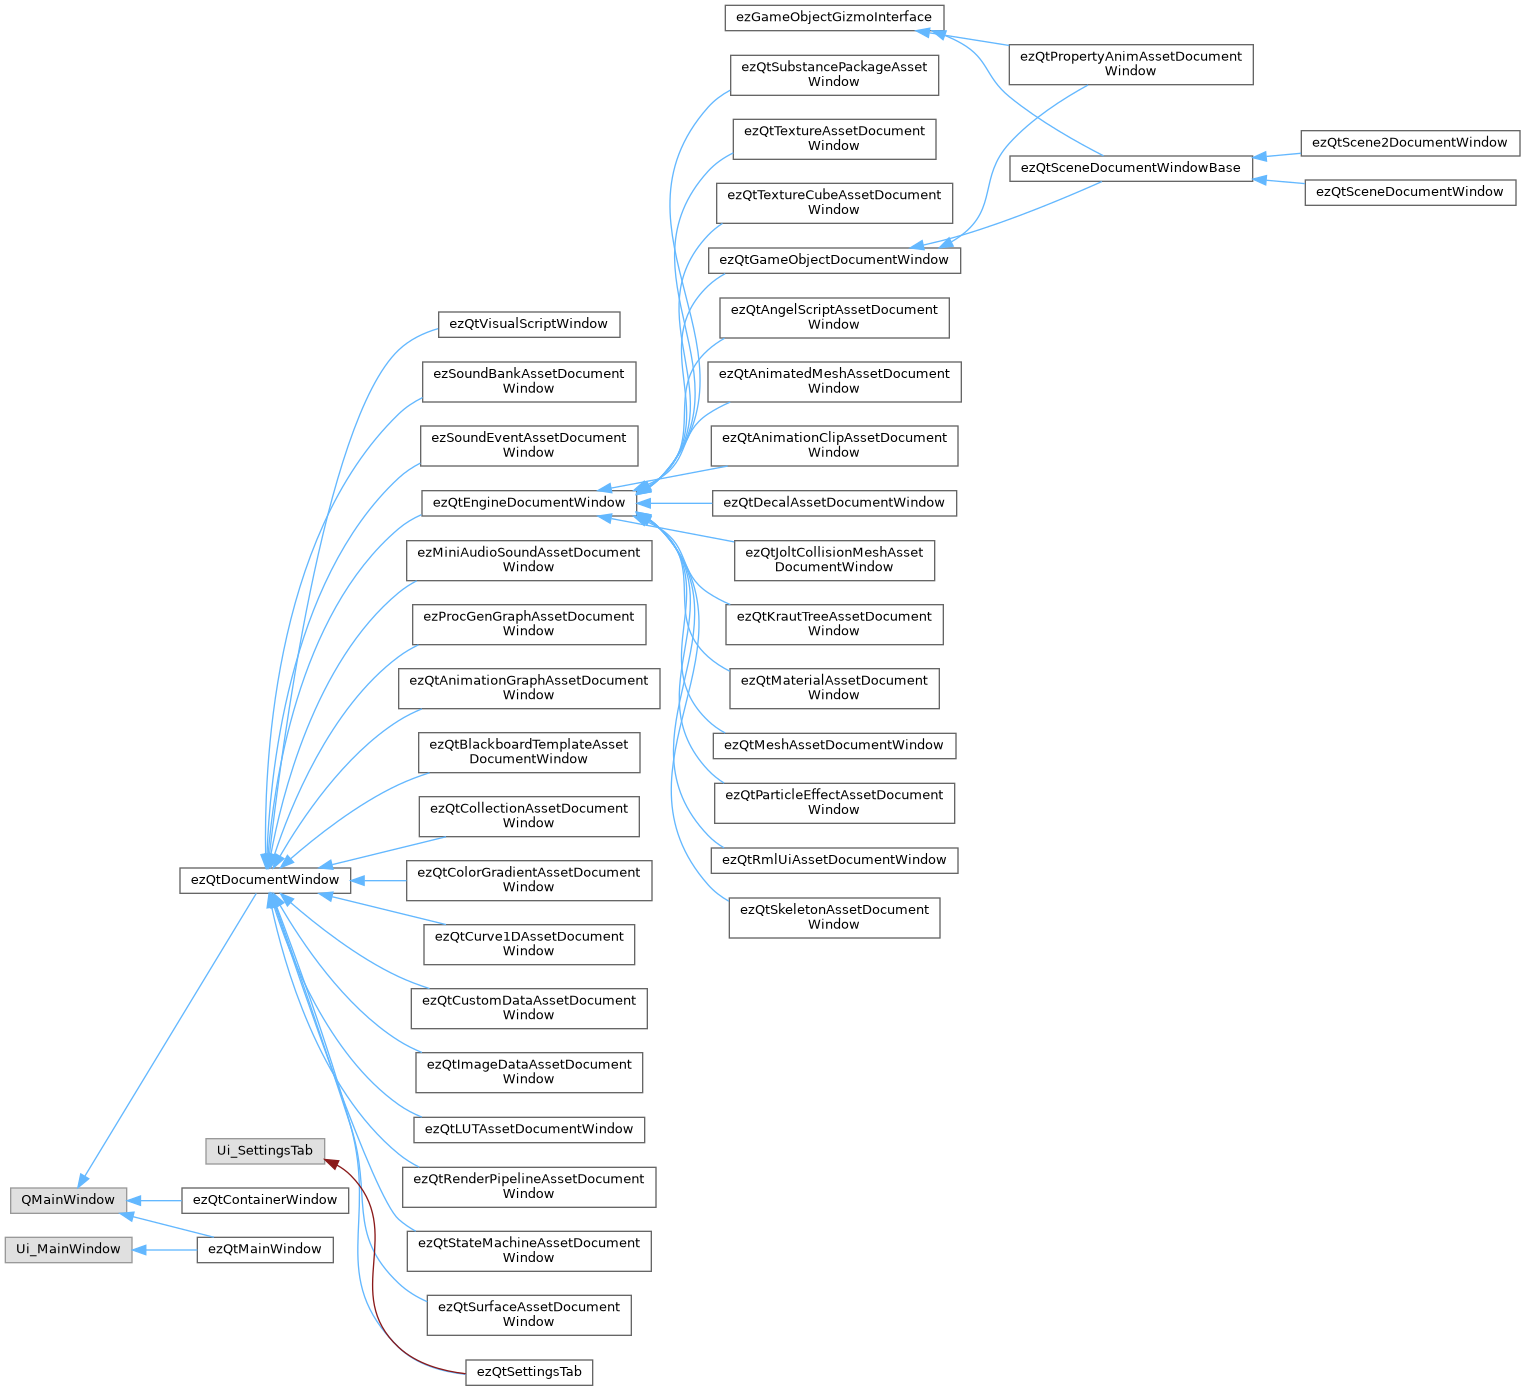 ezGameObjectGizmoInterface
ezQtPropertyAnimAssetDocument
Window
ezQtSubstancePackageAsset
Window
ezQtTextureAssetDocument
Window
ezQtScene2DocumentWindow
ezQtSceneDocumentWindowBase
ezQtSceneDocumentWindow
ezQtTextureCubeAssetDocument
Window
ezQtGameObjectDocumentWindow
ezQtAngelScriptAssetDocument
Window
ezQtVisualScriptWindow
ezQtAnimatedMeshAssetDocument
Window
ezSoundBankAssetDocument
Window
ezQtAnimationClipAssetDocument
Window
ezSoundEventAssetDocument
Window
ezQtEngineDocumentWindow
ezQtDecalAssetDocumentWindow
ezMiniAudioSoundAssetDocument
Window
ezQtJoltCollisionMeshAsset
DocumentWindow
ezProcGenGraphAssetDocument
Window
ezQtKrautTreeAssetDocument
Window
ezQtAnimationGraphAssetDocument
Window
ezQtMaterialAssetDocument
Window
ezQtBlackboardTemplateAsset
DocumentWindow
ezQtMeshAssetDocumentWindow
ezQtCollectionAssetDocument
Window
ezQtParticleEffectAssetDocument
Window
ezQtDocumentWindow
ezQtColorGradientAssetDocument
Window
ezQtRmlUiAssetDocumentWindow
ezQtCurve1DAssetDocument
Window
ezQtSkeletonAssetDocument
Window
ezQtCustomDataAssetDocument
Window
ezQtImageDataAssetDocument
Window
ezQtLUTAssetDocumentWindow
Ui_SettingsTab
ezQtRenderPipelineAssetDocument
Window
QMainWindow
ezQtContainerWindow
Ui_MainWindow
ezQtMainWindow
ezQtStateMachineAssetDocument
Window
ezQtSurfaceAssetDocument
Window
ezQtSettingsTab